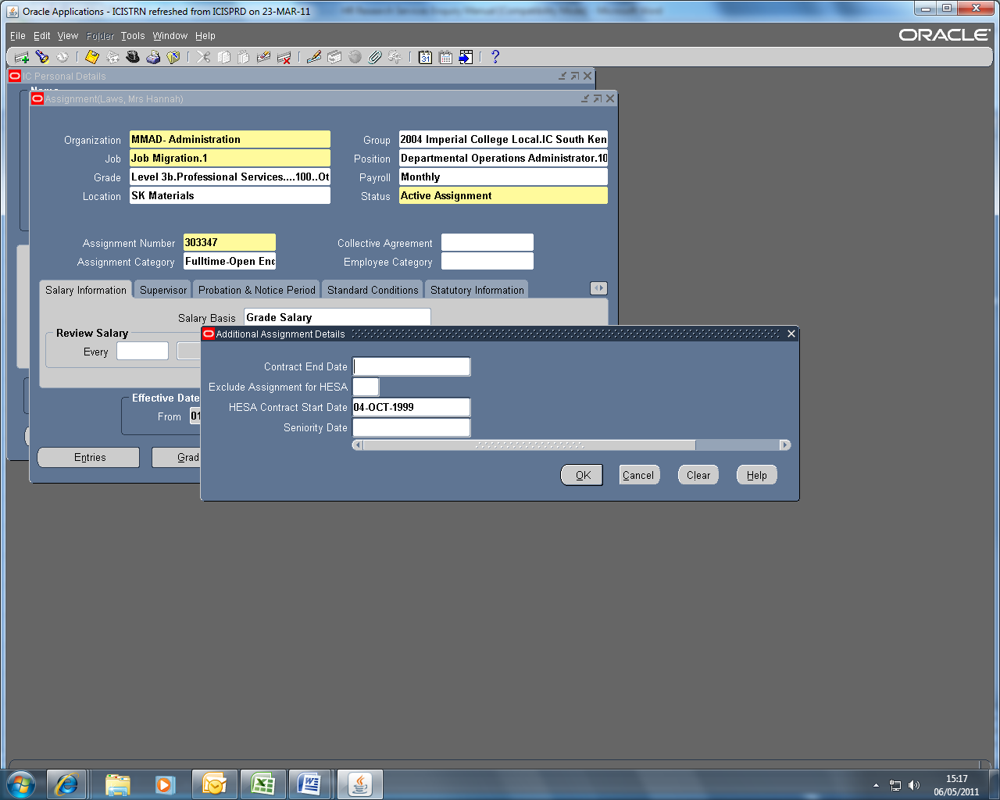 Oracle Applications - ICISTRN refreshed from ICISPRD on 23-MAR-11
File Edit View Folder Tools Window Help
ORACLE
IC Personal Details
Assignment(Laws, Mrs Hannah)
Organization MMAD- Administration Group 2004 Imperial College Local.IC South Ken
Job Job Migration.1 Position Departmental Operations Administrator.10
Grade Level 3b.Professional Services....100..Ot Payroll Monthly
Location SK Materials Status Active Assignment
Assignment Number 303347 Collective Agreement
Assignment Category Fulltime-Open End Employee Category
Salary Information Supervisor Probation & Notice Period Standard Conditions Statutory Information
Salary Basis Grade Salary
Review Salary
Every
Effective Date
From 01
Entries Grad
Additional Assignment Details
Contract End Date
Exclude Assignment for HESA
HESA Contract Start Date 04-OCT-1999
Seniority Date
OK Cancel Clear Help
15:17
06/05/2011